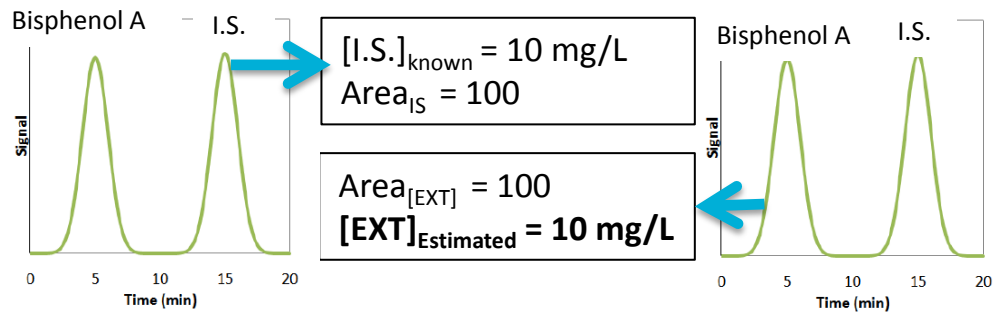 Bisphenol A
I.S.
Signal
0 5 10 15 20
Time (min)
[I.S.]known = 10 mg/L
AreaIS = 100
Area[EXT] = 100
[EXT]Estimated = 10 mg/L
Bisphenol A
I.S.
Signal
0 5 10 15 20
Time (min)